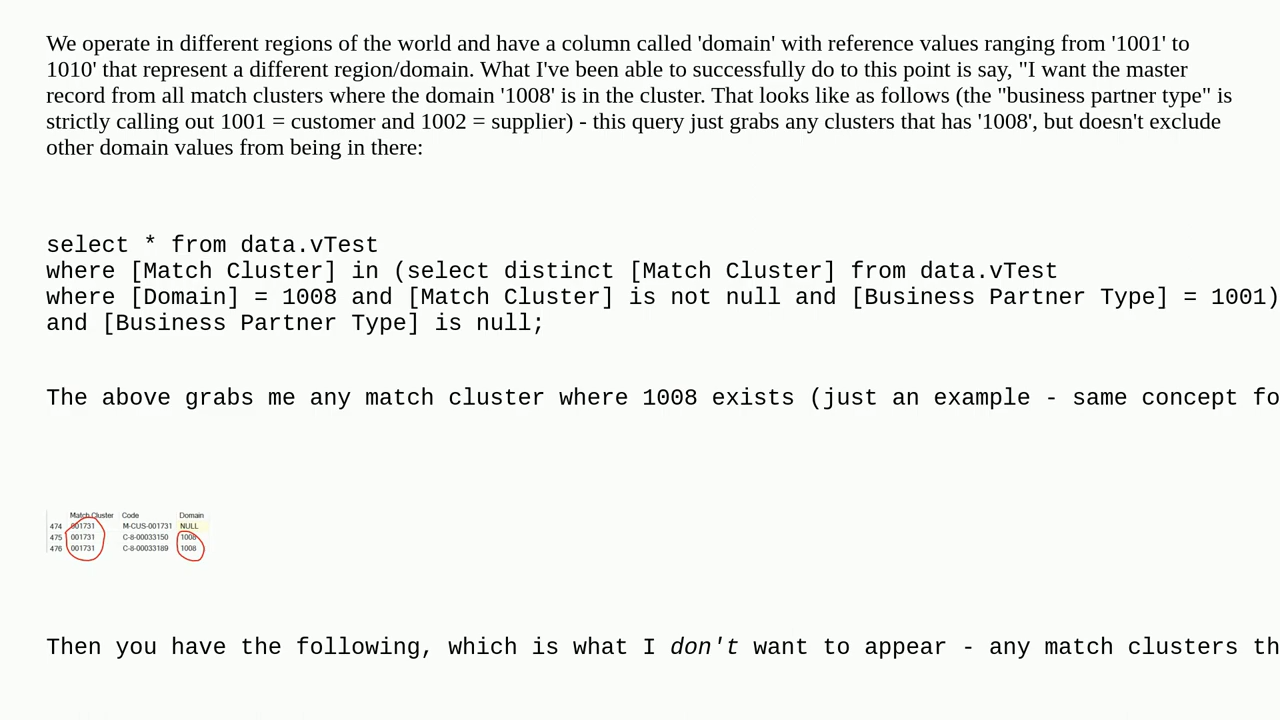 We operate in different regions of the world and have a column called 'domain' with reference values ranging from '1001' to
1010' that represent a different region/domain. What I've been able to successfully do to this point is say, "I want the master
record from all match clusters where the domain '1008' is in the cluster. That looks like as follows (the "business partner type" is
strictly calling out 1001 = customer and 1002 = supplier) - this query just grabs any clusters that has '1008', but doesn't exclude
other domain values from being in there:
select * from data.vTest
where [Match Cluster] in (select distinct [Match Cluster] from data.vTest
where [Domain] = 1008 and [Match Cluster] is not null and [Business Partner Type] = 1001)
and [Business Partner Type] is null;
The above grabs me any match cluster where 1008 exists (just an example - same concept fo
Match Cluster Code Domain
474 001731 M-CUS-001731 NULL
475 001731 C-8-00033150 1008
476 001731 C-8-00033189 1008
Then you have the following, which is what I don't want to appear - any match clusters th